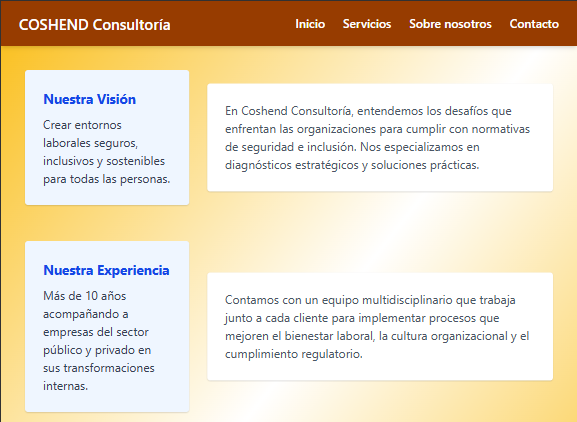 COSHEND Consultoría
Inicio Servicios Sobre nosotros Contacto
Nuestra Visión
Crear entornos
laborales seguros,
inclusivos y sostenibles
para todas las personas.
En Coshend Consultoría, entendemos los desafíos que
enfrentan las organizaciones para cumplir con normativas
de seguridad e inclusión. Nos especializamos en
diagnósticos estratégicos y soluciones prácticas.
Nuestra Experiencia
Más de 10 años
acompañando a
empresas del sector
público y privado en
sus transformaciones
internas.
Contamos con un equipo multidisciplinario que trabaja
junto a cada cliente para implementar procesos que
mejoren el bienestar laboral, la cultura organizacional y el
cumplimiento regulatorio.